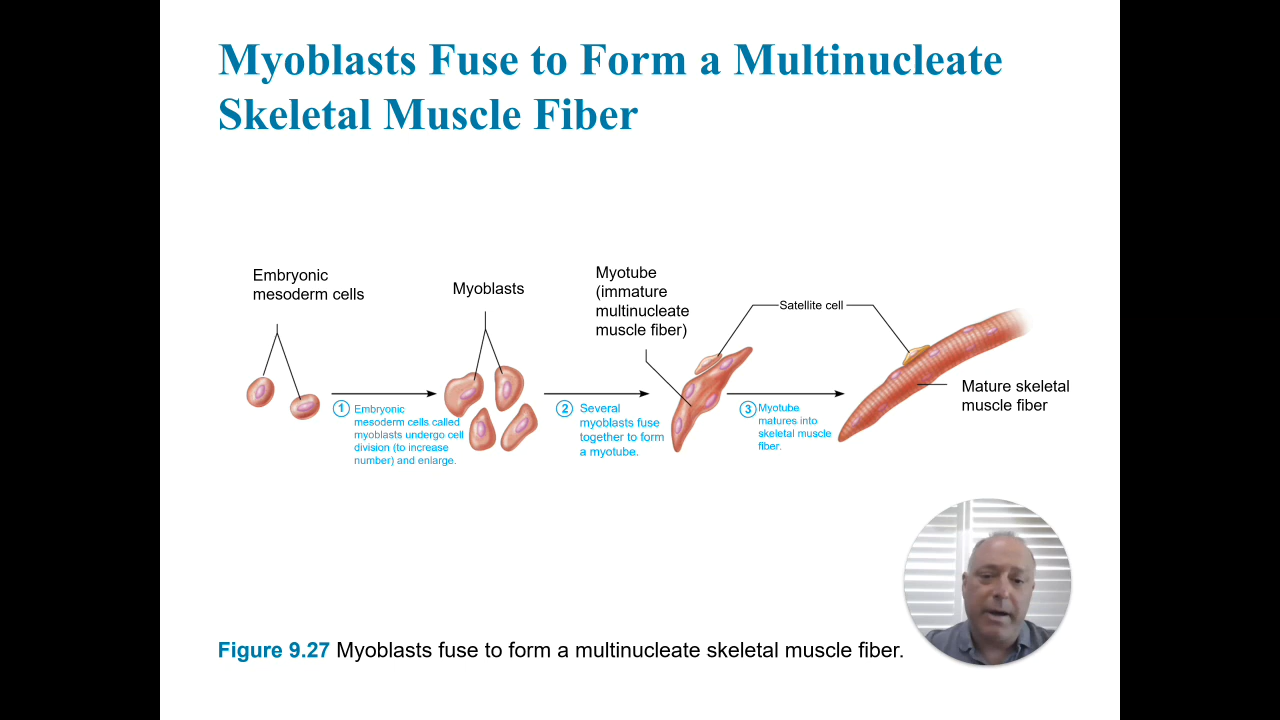 Myoblasts Fuse to Form a Multinucleate
Skeletal Muscle Fiber
Embryonic
mesoderm cells
Myoblasts
Myotube
(immature
multinucleate
muscle fiber)
Satellite cell
Mature skeletal
muscle fiber
1 Embryonic
mesoderm cells called
myoblasts undergo cell
division (to increase
number) and enlarge.
2 Several
myoblasts fuse
together to form
a myotube.
3 Myotube
matures into
skeletal muscle
fiber.
Figure 9.27 Myoblasts fuse to form a multinucleate skeletal muscle fiber.